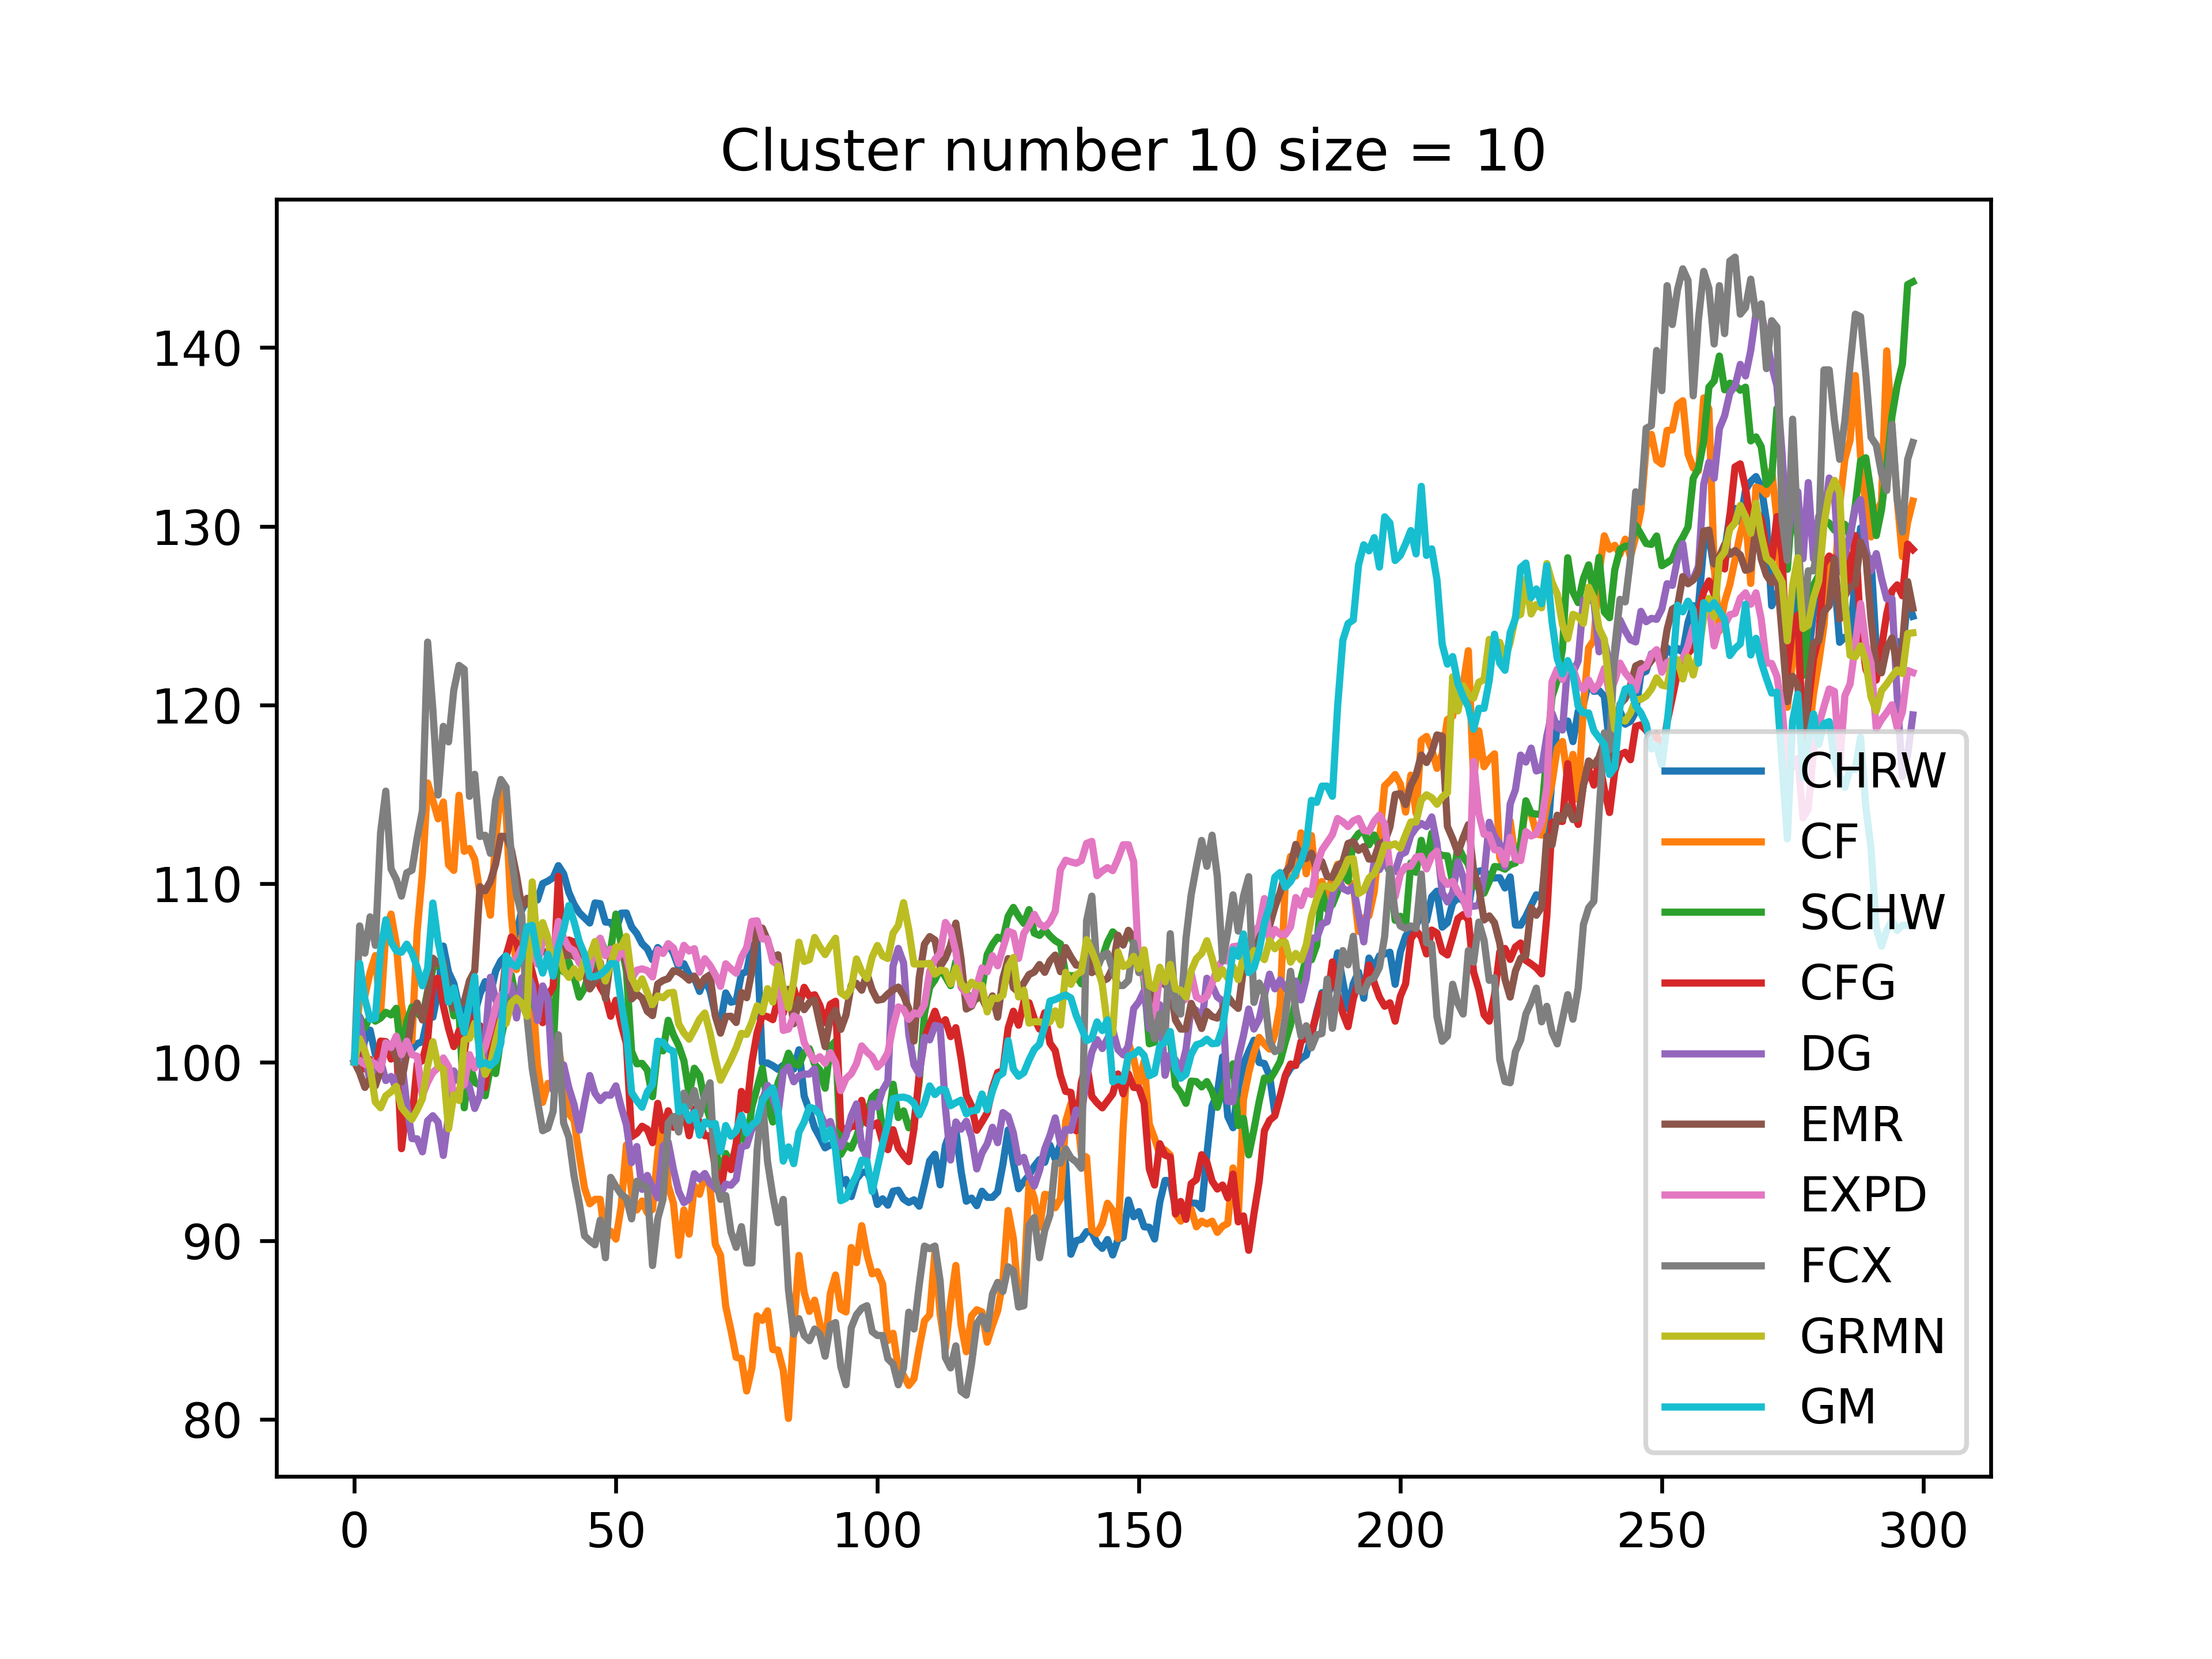 Cluster number 10 size = 10
140
130
120
110
100
90
80
0 50 100 150 200 250 300
CHRW
CF
SCHW
CFG
DG
EMR
EXPD
FCX
GRMN
GM